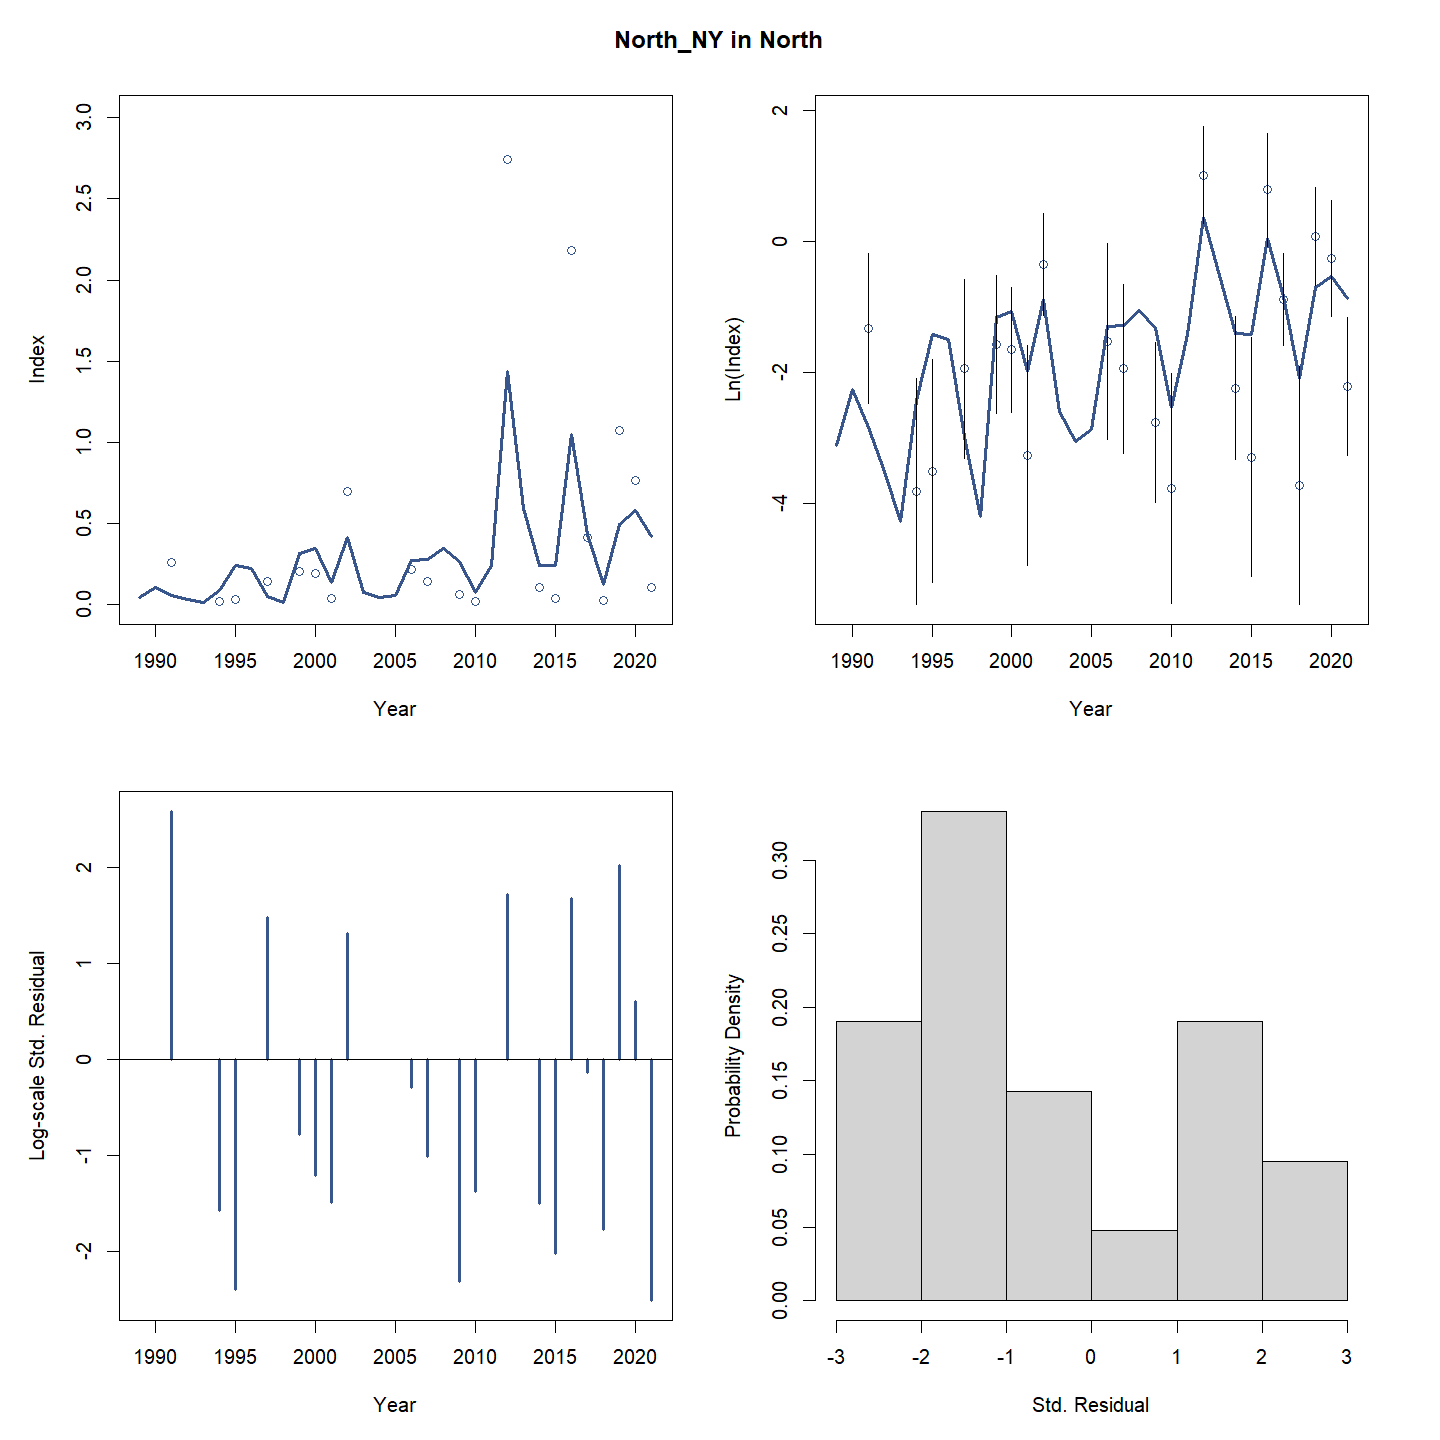 North_NY in North
Index
0.0 0.5 1.0 1.5 2.0 2.5 3.0
1990 1995 2000 2005 2010 2015 2020
Year
Ln(Index)
-4 -2 0 2
1990 1995 2000 2005 2010 2015 2020
Year
Log-scale Std. Residual
-2 -1 0 1 2
1990 1995 2000 2005 2010 2015 2020
Year
Probability Density
0.00 0.05 0.10 0.15 0.20 0.25 0.30
-3 -2 -1 0 1 2 3
Std. Residual